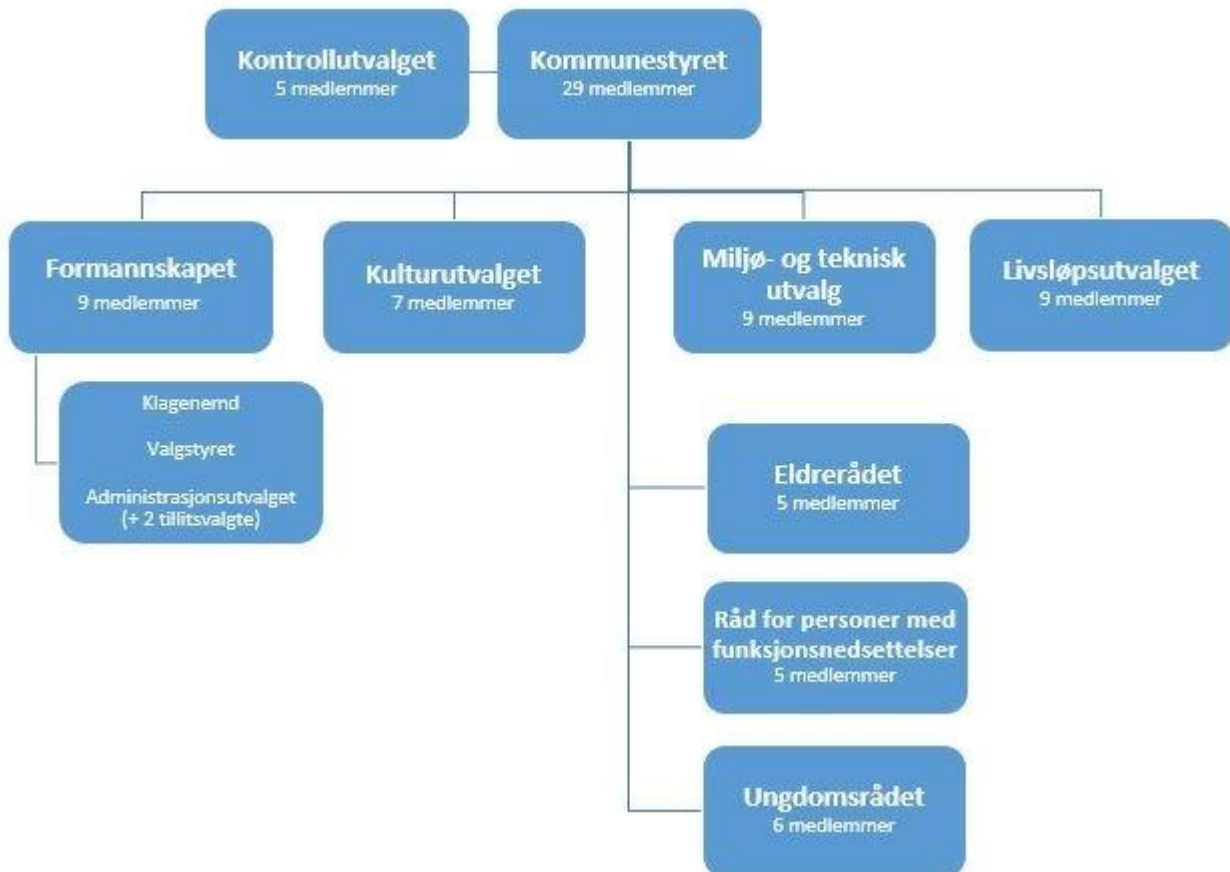 Kontrollutvalget
5 medlemmer
Kommunestyret
29 medlemmer
Formannskapet
9 medlemmer
Kulturutvalget
7 medlemmer
Miljø- og teknisk
utvalg
9 medlemmer
Livsløpsutvalget
9 medlemmer
Klagenemd
Valgstyret
Administrasjonsutvalget
(+ 2 tillitsvalgte)
Eldrerådet
5 medlemmer
Råd for personer med
funksjonsnedsettelser
5 medlemmer
Ungdomsrådet
6 medlemmer